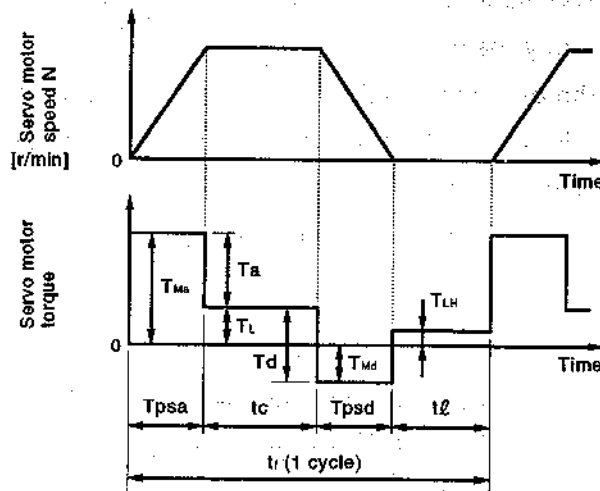 Servo motor
speed N
[r/min]
0
Time
Servo motor
torque
TMa
Ta
TL
Td
TMd
TLH
0
Time
Tpsa
tc
Tpsd
tℓ
tf (1 cycle)